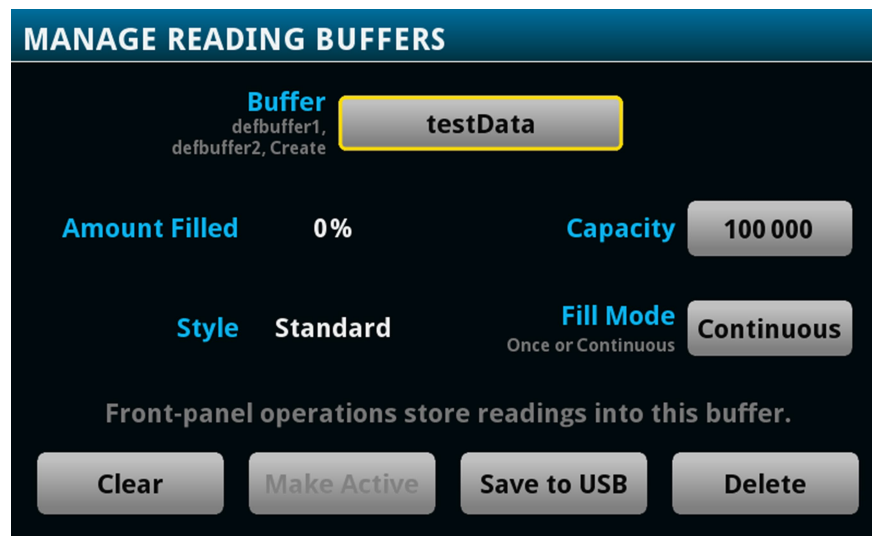 MANAGE READING BUFFERS
Buffer
defbuffer1,
defbuffer2, Create
testData
Amount Filled 0% Capacity 100 000
Style Standard Fill Mode
Once or Continuous
Continuous
Front-panel operations store readings into this buffer.
Clear Make Active Save to USB Delete